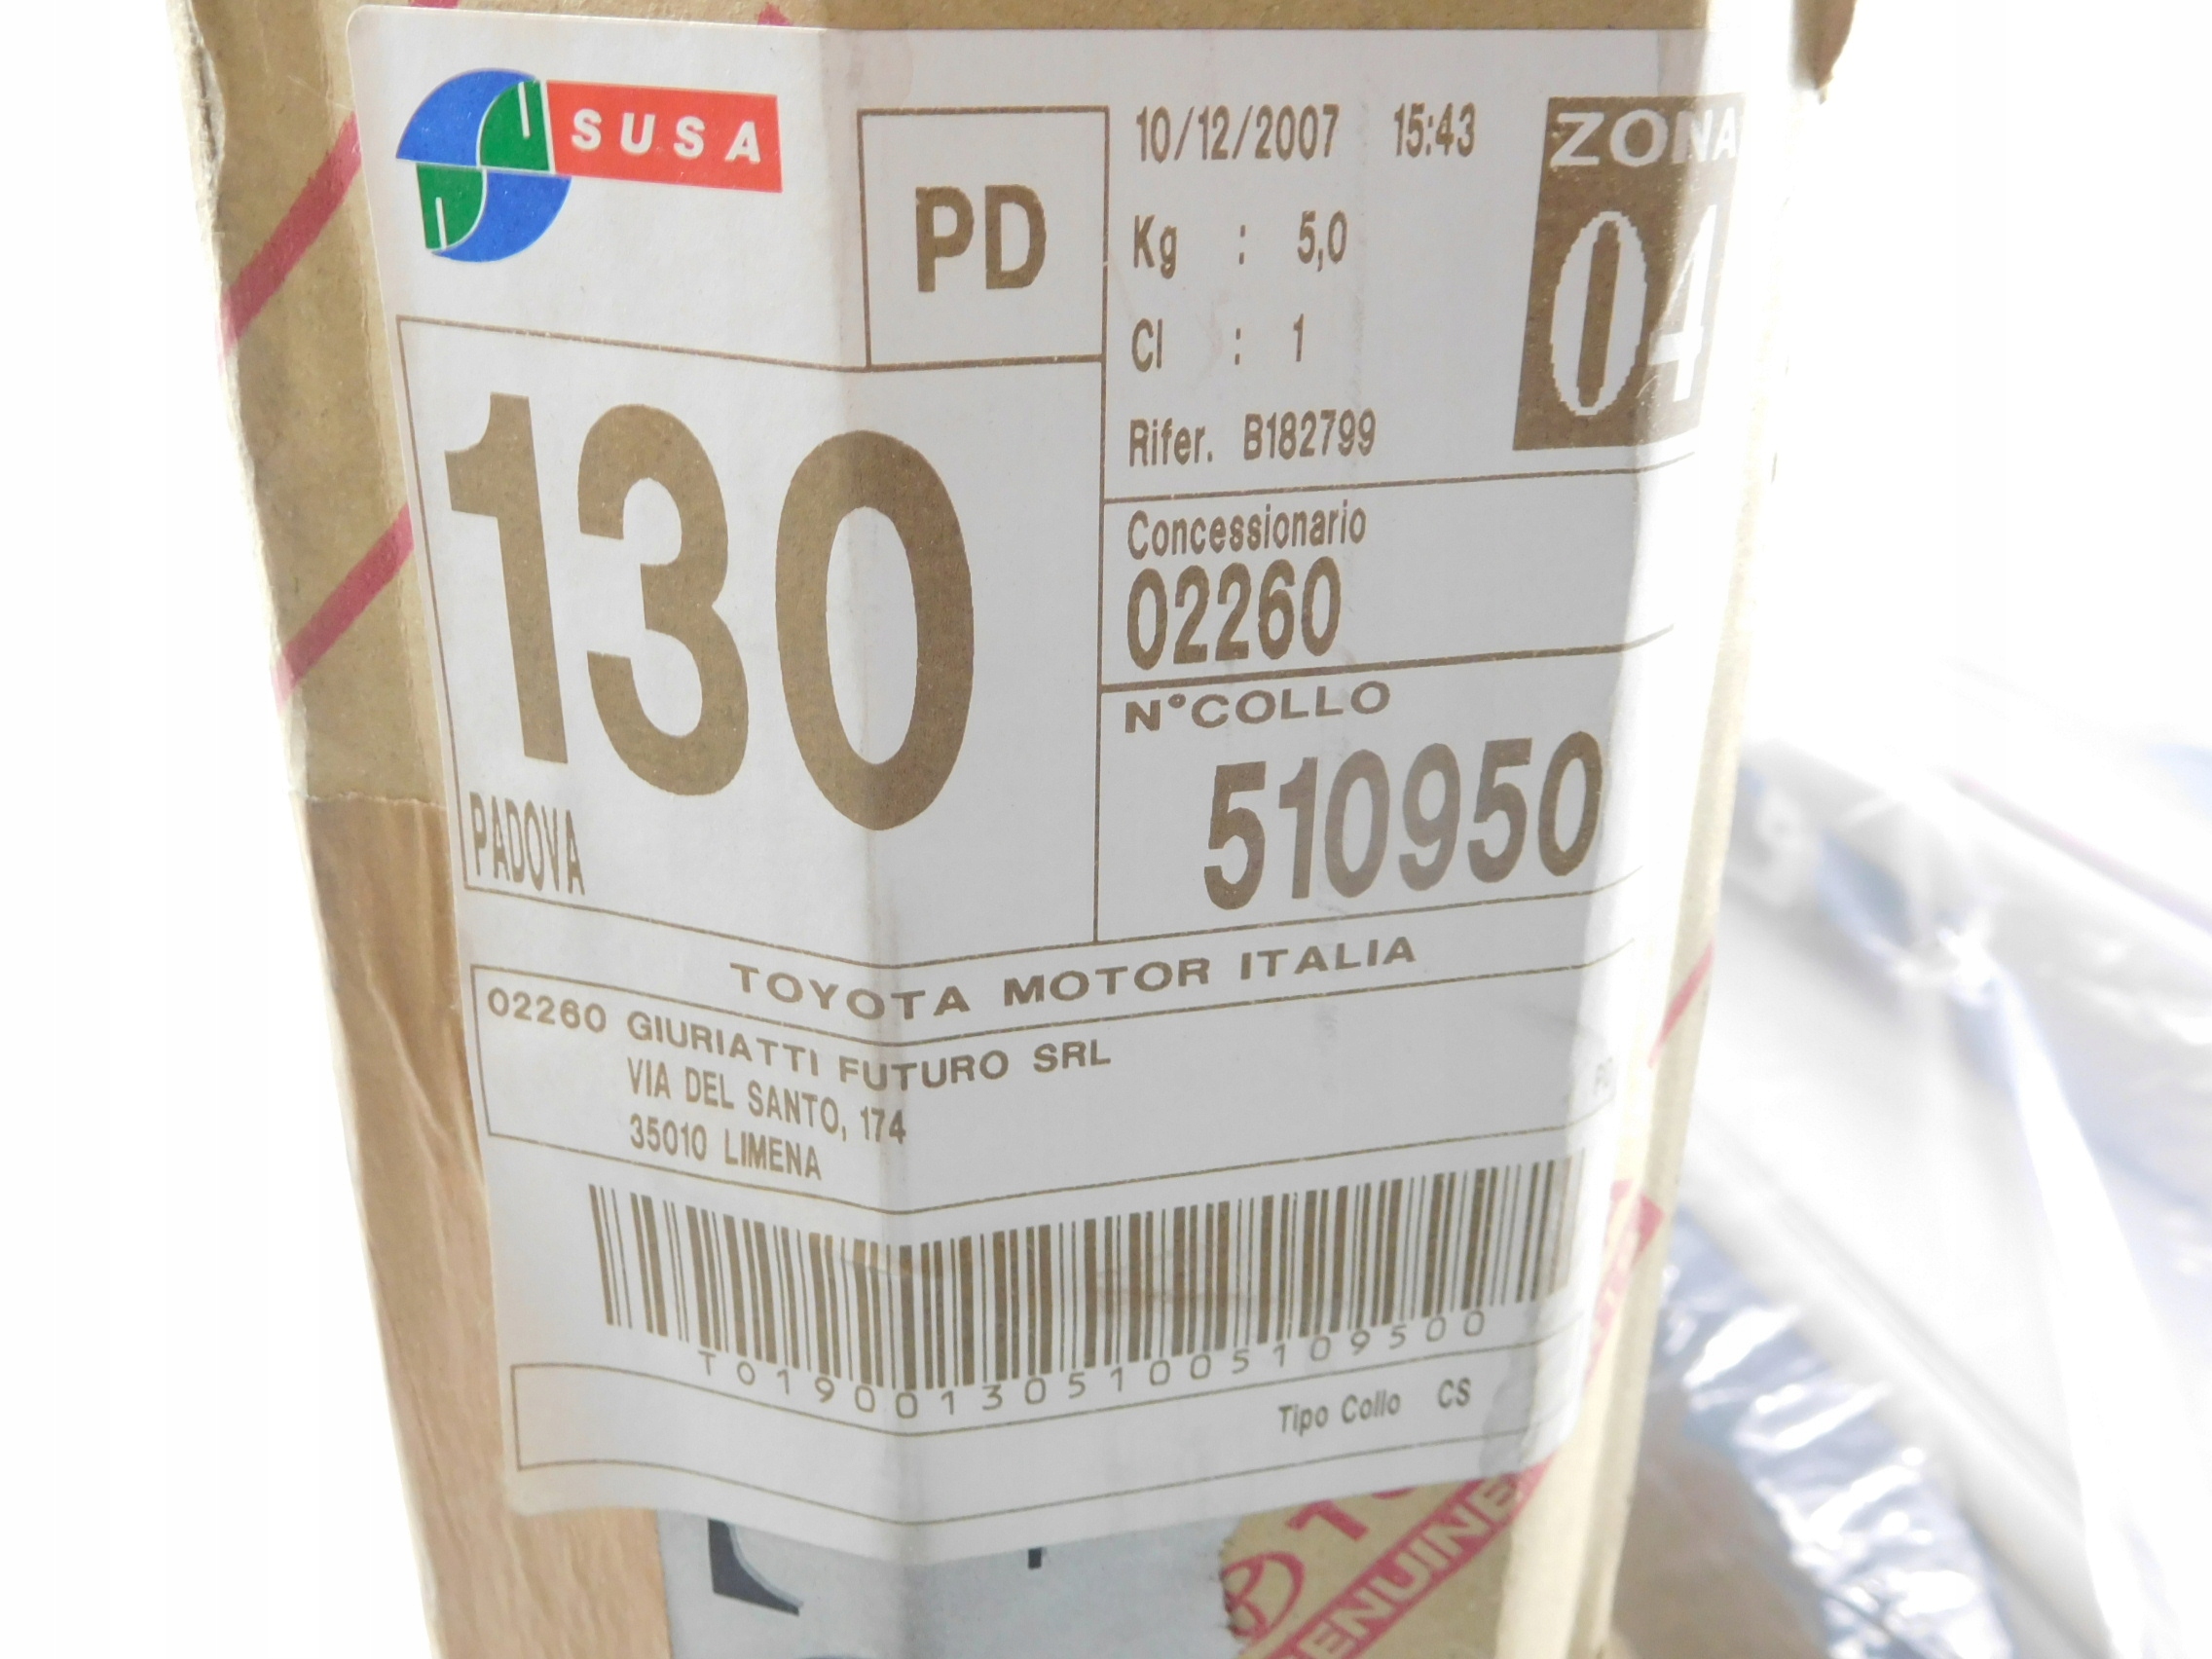 SUSA
PD
10/12/2007 15:43
Kg : 5,0
Cl : 1
Rifer. B182799
ZONA
04
130
PADOVA
Concessionario
02260
N°COLLO
510950
TOYOTA MOTOR ITALIA
02260 GIURIATTI FUTURO SRL
VIA DEL SANTO, 174
35010 LIMENA
PD
T0190013051005109500
Tipo Collo CS